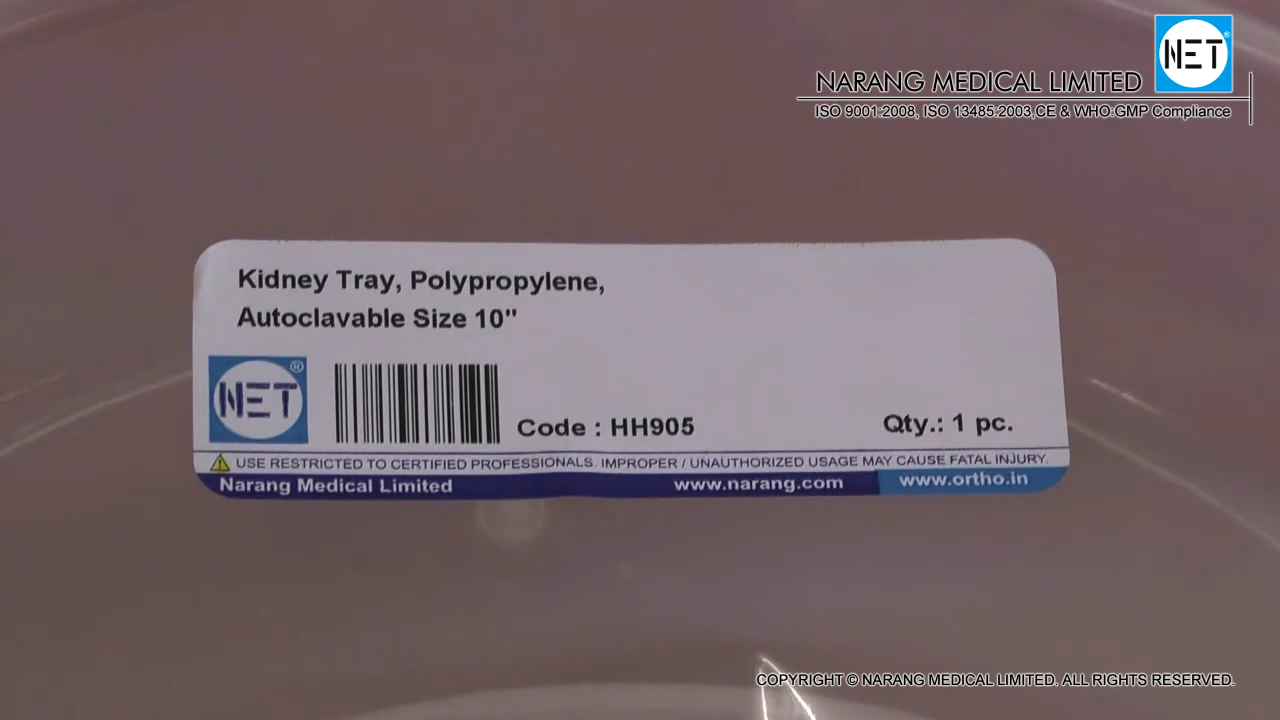 NET®
NARANG MEDICAL LIMITED
ISO 9001:2008, ISO 13485:2003,CE & WHO:GMP Compliance
Kidney Tray, Polypropylene,
Autoclavable Size 10"
NET®
Code : HH905
Qty.: 1 pc.
USE RESTRICTED TO CERTIFIED PROFESSIONALS. IMPROPER / UNAUTHORIZED USAGE MAY CAUSE FATAL INJURY.
Narang Medical Limited www.narang.com www.ortho.in
COPYRIGHT © NARANG MEDICAL LIMITED. ALL RIGHTS RESERVED.